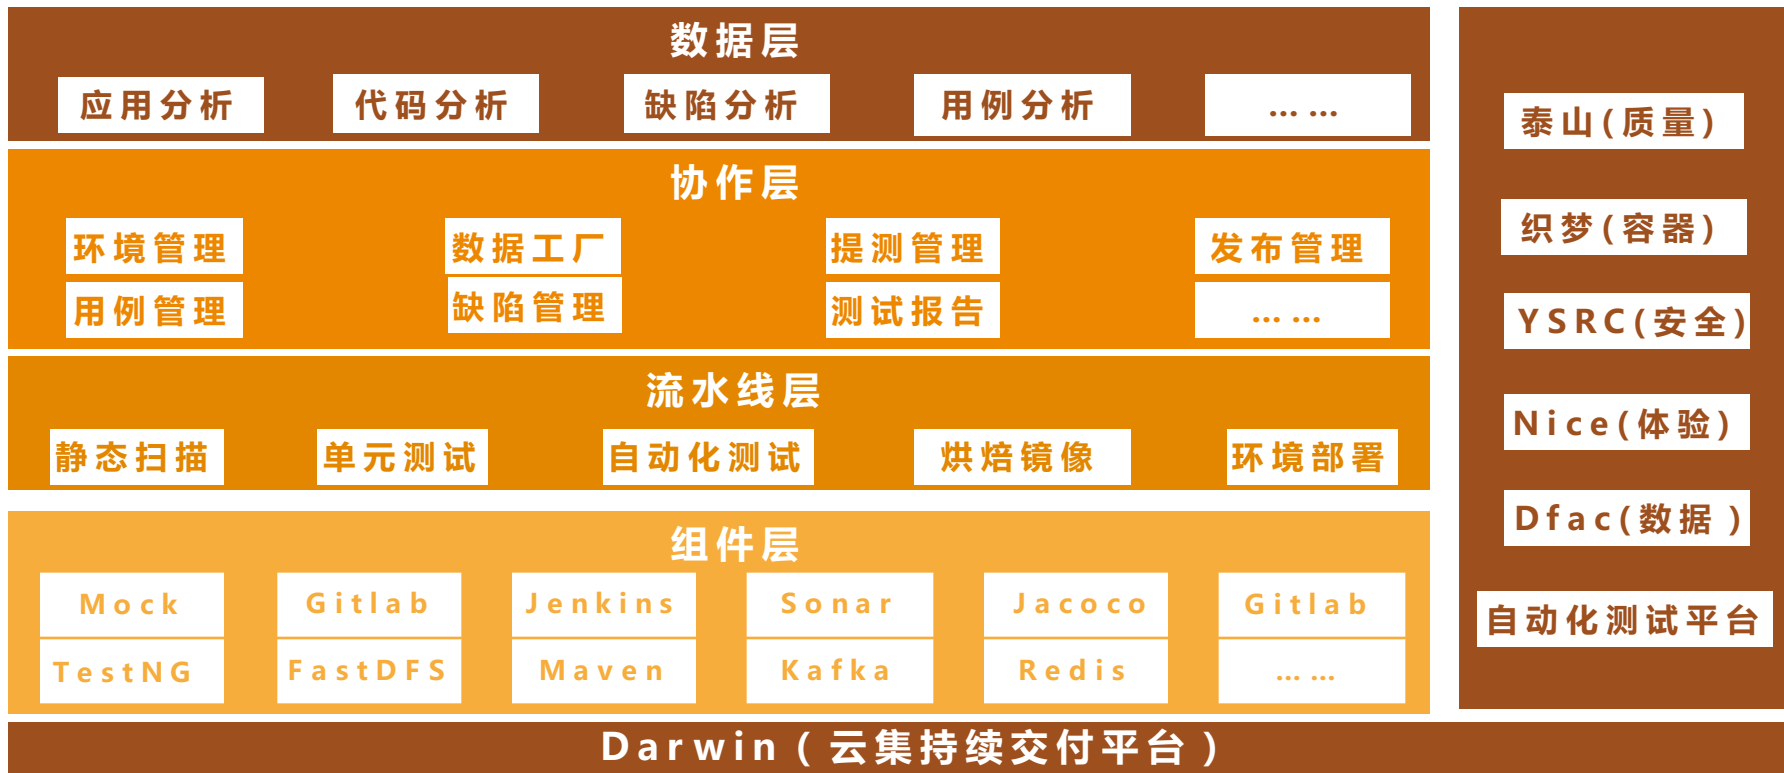 数据层
应用分析 代码分析 缺陷分析 用例分析 ... ...
协作层
环境管理 数据工厂 提测管理 发布管理
用例管理 缺陷管理 测试报告 ... ...
流水线层
静态扫描 单元测试 自动化测试 烘焙镜像 环境部署
组件层
Mock Gitlab Jenkins Sonar Jacoco Gitlab
TestNG FastDFS Maven Kafka Redis ... ...
泰山(质量)
织梦(容器)
YSRC(安全)
Nice(体验)
Dfac(数据 )
自动化测试平台
Darwin（云集持续交付平台）